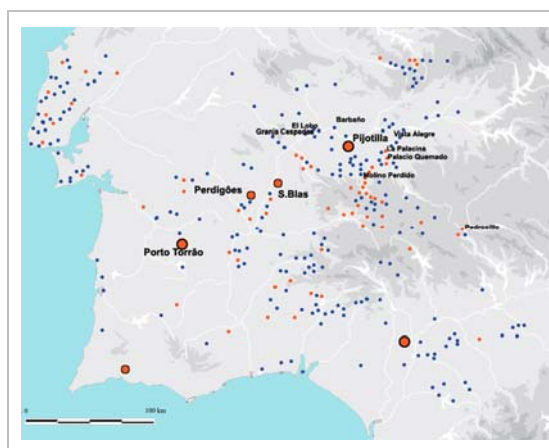 Barbaño
El Lobo
Granja Cespedes
Vista Alegre
Pijotilla
La Palacina
Palacio Quemado
Molino Perdido
Perdigões
S.Blas
Pedrosillo
Porto Torrão
0
100 km